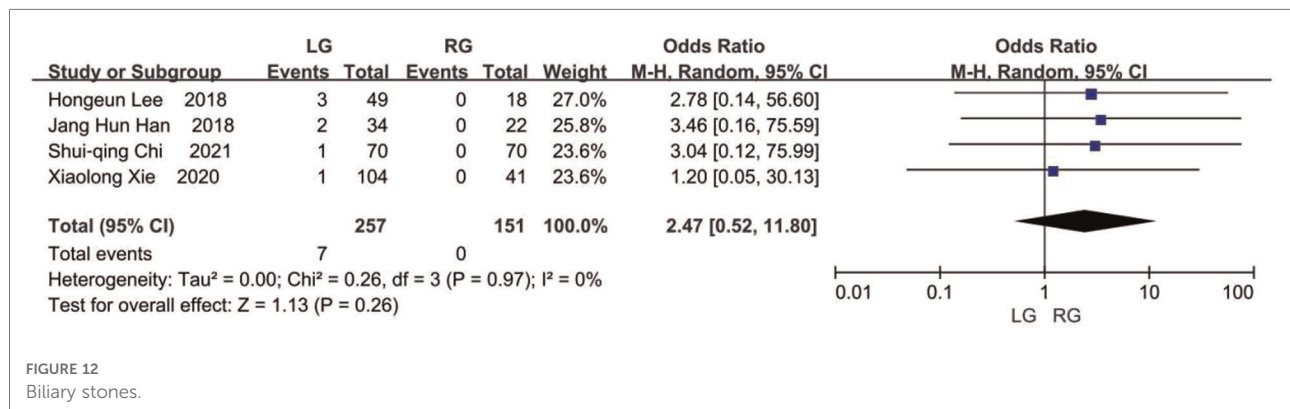 LG RG Odds Ratio Odds Ratio
Study or Subgroup Events Total Events Total Weight M-H, Random, 95% CI M-H, Random, 95% CI
Hongeun Lee 2018 3 49 0 18 27.0% 2.78 [0.14, 56.60]
Jang Hun Han 2018 2 34 0 22 25.8% 3.46 [0.16, 75.59]
Shui-qing Chi 2021 1 70 0 70 23.6% 3.04 [0.12, 75.99]
Xiaolong Xie 2020 1 104 0 41 23.6% 1.20 [0.05, 30.13]
Total (95% CI) 257 151 100.0% 2.47 [0.52, 11.80]
Total events 7 0
Heterogeneity: Tau² = 0.00; Chi² = 0.26, df = 3 (P = 0.97); I² = 0%
Test for overall effect: Z = 1.13 (P = 0.26)
0.01 0.1 1 10 100
LG RG
FIGURE 12
Biliary stones.